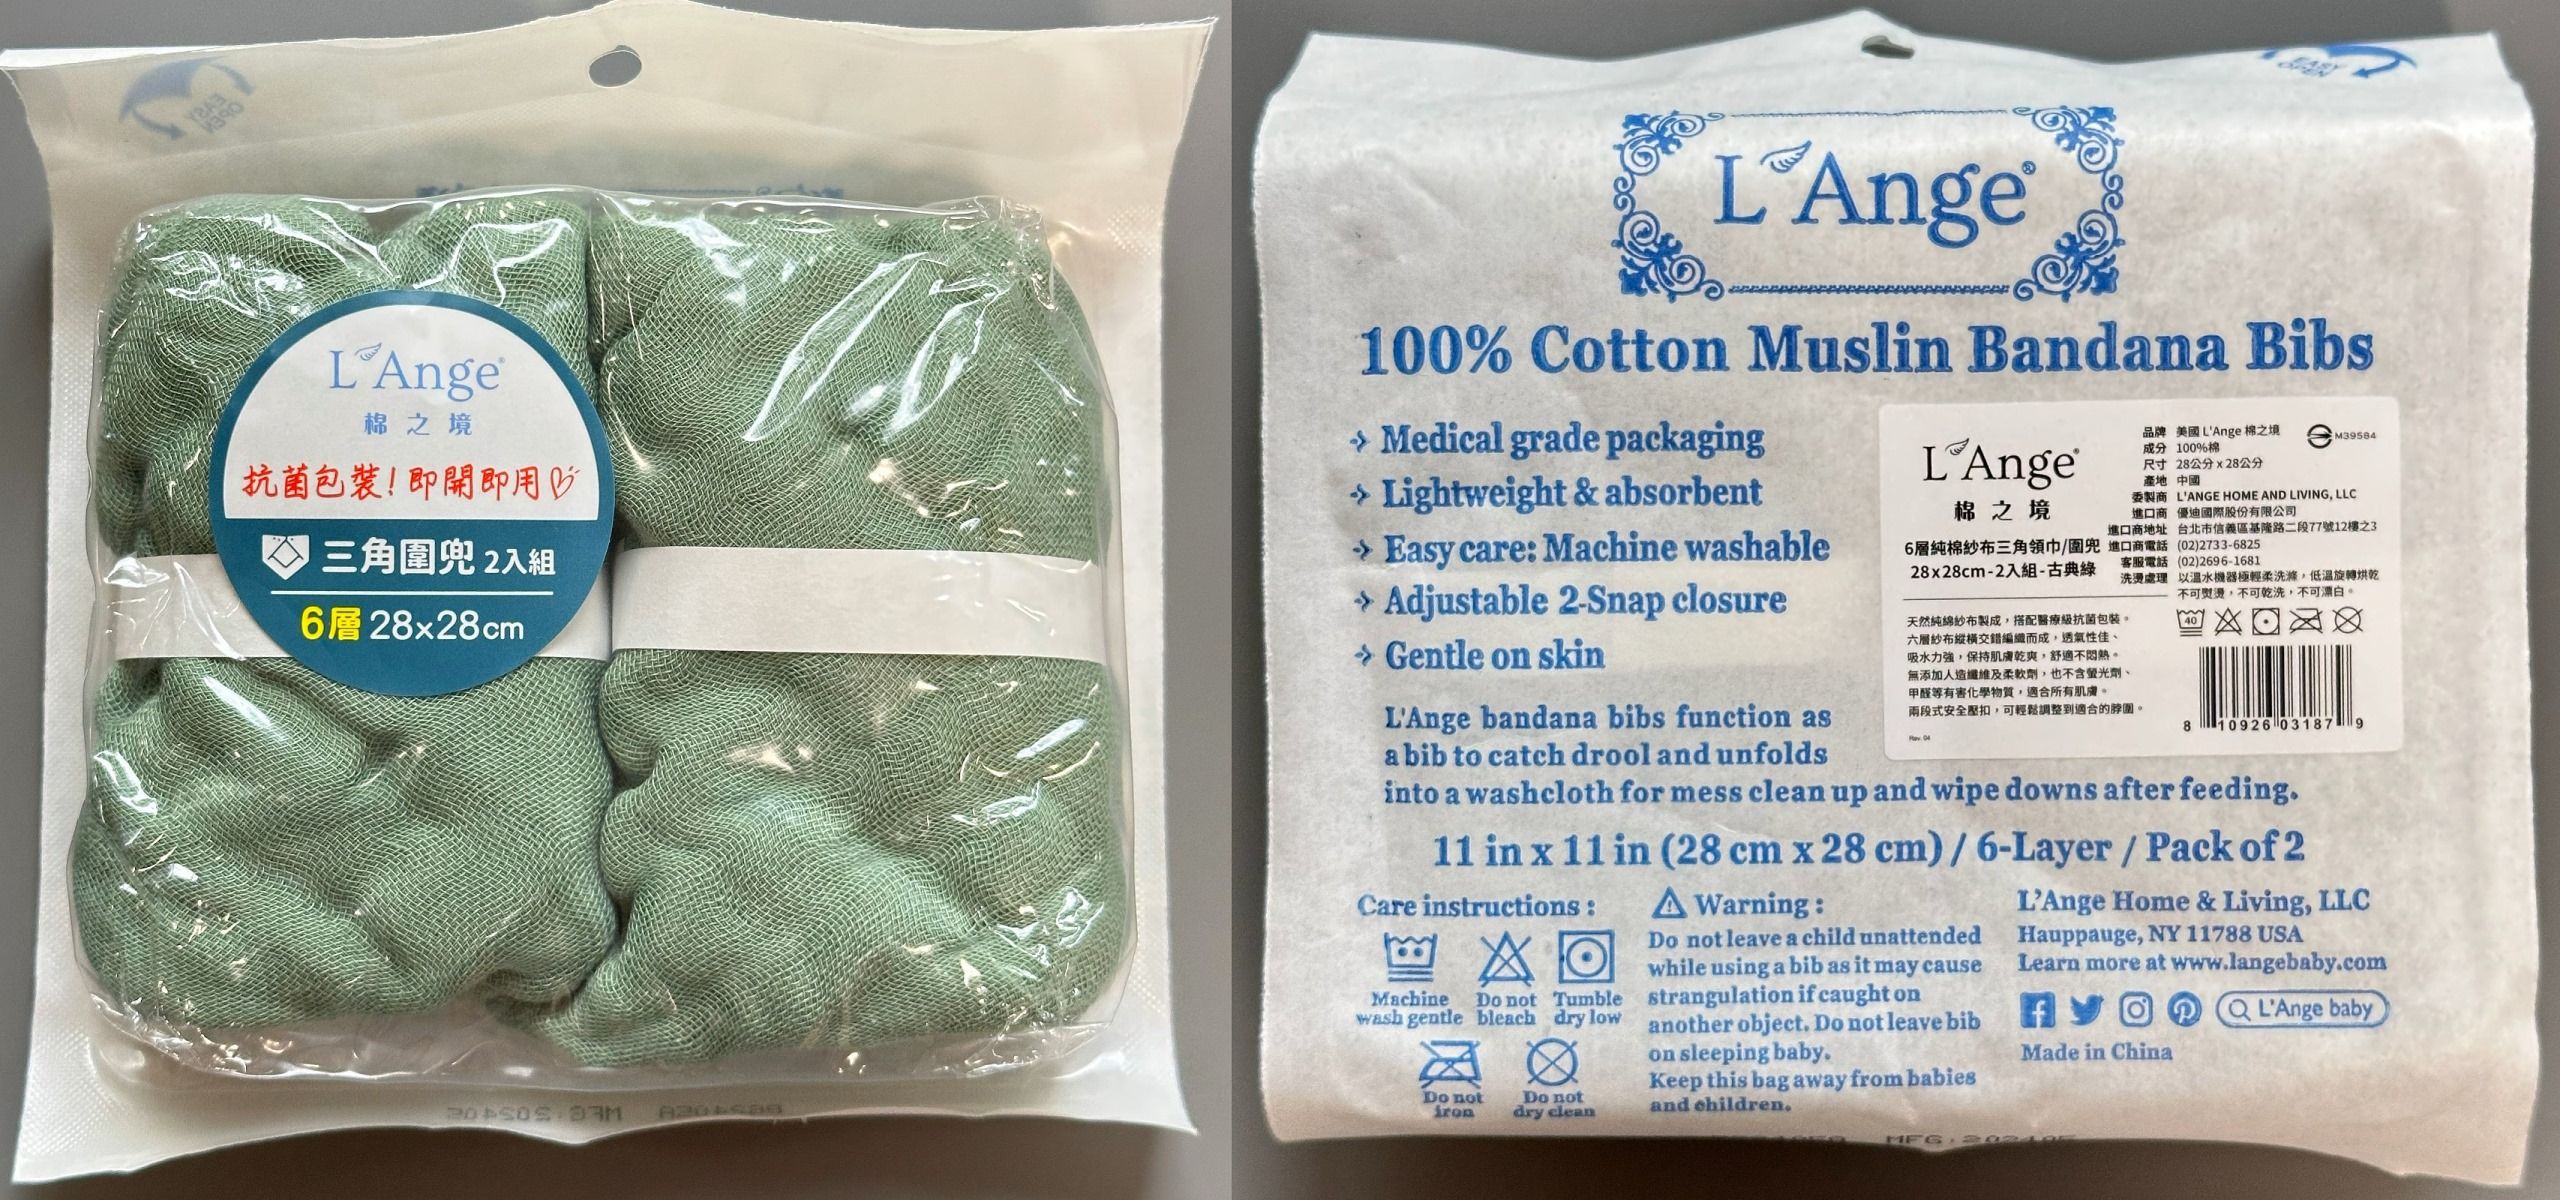 EASY
OPEN
L'Ange®
棉之境
抗菌包裝！即開即用
三角圍兜 2入組
6層 28x28cm
MFG:202405
EASY
OPEN
L'Ange®
100% Cotton Muslin Bandana Bibs
Medical grade packaging
Lightweight & absorbent
Easy care: Machine washable
Adjustable 2-Snap closure
Gentle on skin
L'Ange bandana bibs function as
a bib to catch drool and unfolds
into a washcloth for mess clean up and wipe downs after feeding.
L'Ange®
棉之境
6層純棉紗布三角領巾/圍兜
28x28cm-2入組-古典綠
品牌 美國 L'Ange 棉之境
成分 100%棉
尺寸 28公分 x 28公分
產地 中國
委製商 L'ANGE HOME AND LIVING, LLC
進口商 優迪國際股份有限公司
進口商地址 台北市信義區基隆路二段77號12樓之3
進口商電話 (02)2733-6825
客服電話 (02)2696-1681
洗燙處理 以溫水機器極輕柔洗滌，低溫旋轉烘乾
不可熨燙，不可乾洗，不可漂白。
M39584
40
天然純綿紗布製成，搭配醫療級抗菌包裝。
六層紗布縱橫交錯編織而成，透氣性佳、
吸水力強，保持肌膚乾爽，舒適不悶熱。
無添加人造纖維及柔軟劑，也不含螢光劑、
甲醛等有害化學物質，適合所有肌膚。
兩段式安全壓扣，可輕鬆調整到適合的脖圍。
Rev. 04
8 10926 03187 9
11 in x 11 in (28 cm x 28 cm) / 6-Layer / Pack of 2
Care instructions :
Machine
wash gentle
Do not
bleach
Tumble
dry low
Do not
iron
Do not
dry clean
Warning :
Do not leave a child unattended
while using a bib as it may cause
strangulation if caught on
another object. Do not leave bib
on sleeping baby.
Keep this bag away from babies
and children.
L'Ange Home & Living, LLC
Hauppauge, NY 11788 USA
Learn more at www.langebaby.com
L'Ange baby
Made in China
MFG:202405